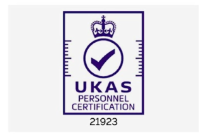 UKAS
PERSONNEL
CERTIFICATION
21923